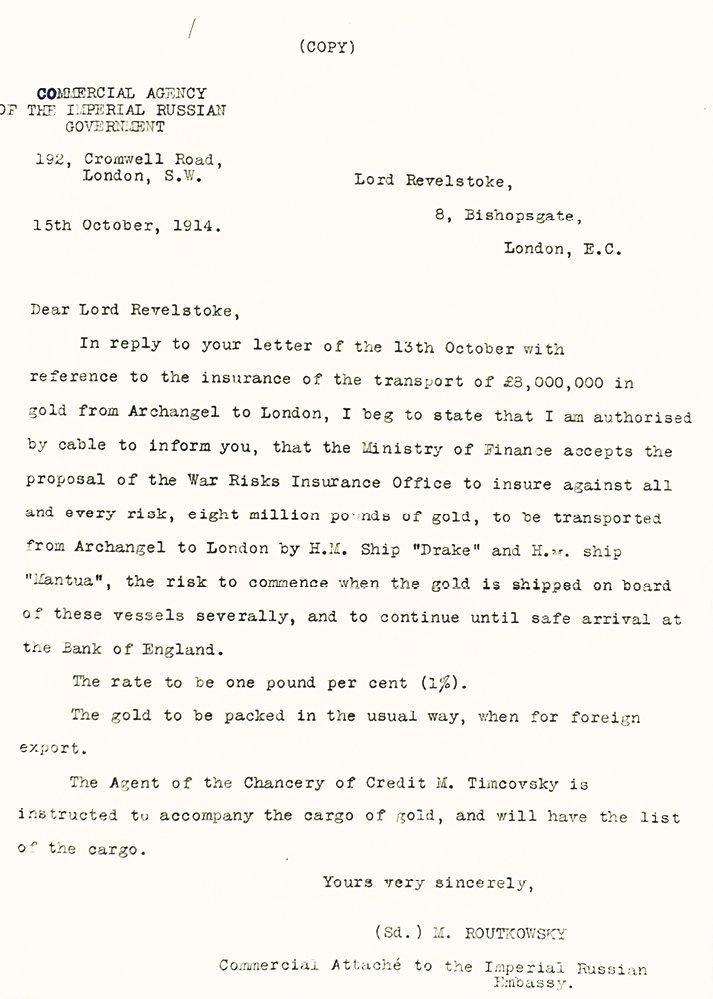 (COPY)
COMMERCIAL AGENCY
OF THE IMPERIAL RUSSIAN
GOVERNMENT
192, Cromwell Road,
London, S.W.
15th October, 1914.
Lord Revelstoke,
8, Bishopsgate,
London, E.C.
Dear Lord Revelstoke,
In reply to your letter of the 13th October with
reference to the insurance of the transport of £8,000,000 in
gold from Archangel to London, I beg to state that I am authorised
by cable to inform you, that the Ministry of Finance accepts the
proposal of the War Risks Insurance Office to insure against all
and every risk, eight million pounds of gold, to be transported
from Archangel to London by H.M. Ship "Drake" and H.M. ship
"Mantua", the risk to commence when the gold is shipped on board
of these vessels severally, and to continue until safe arrival at
the Bank of England.
The rate to be one pound per cent (1%).
The gold to be packed in the usual way, when for foreign
export.
The Agent of the Chancery of Credit M. Timcovsky is
instructed to accompany the cargo of gold, and will have the list
of the cargo.
Yours very sincerely,
(Sd.) M. ROUTKOWSKY
Commercial Attaché to the Imperial Russian
Embassy.